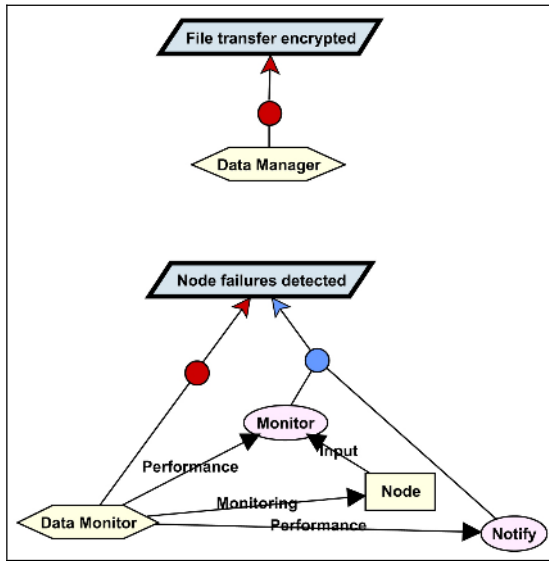 File transfer encrypted
Data Manager
Node failures detected
Monitor
Input
Performance
Node
Monitoring
Data Monitor
Performance
Notify